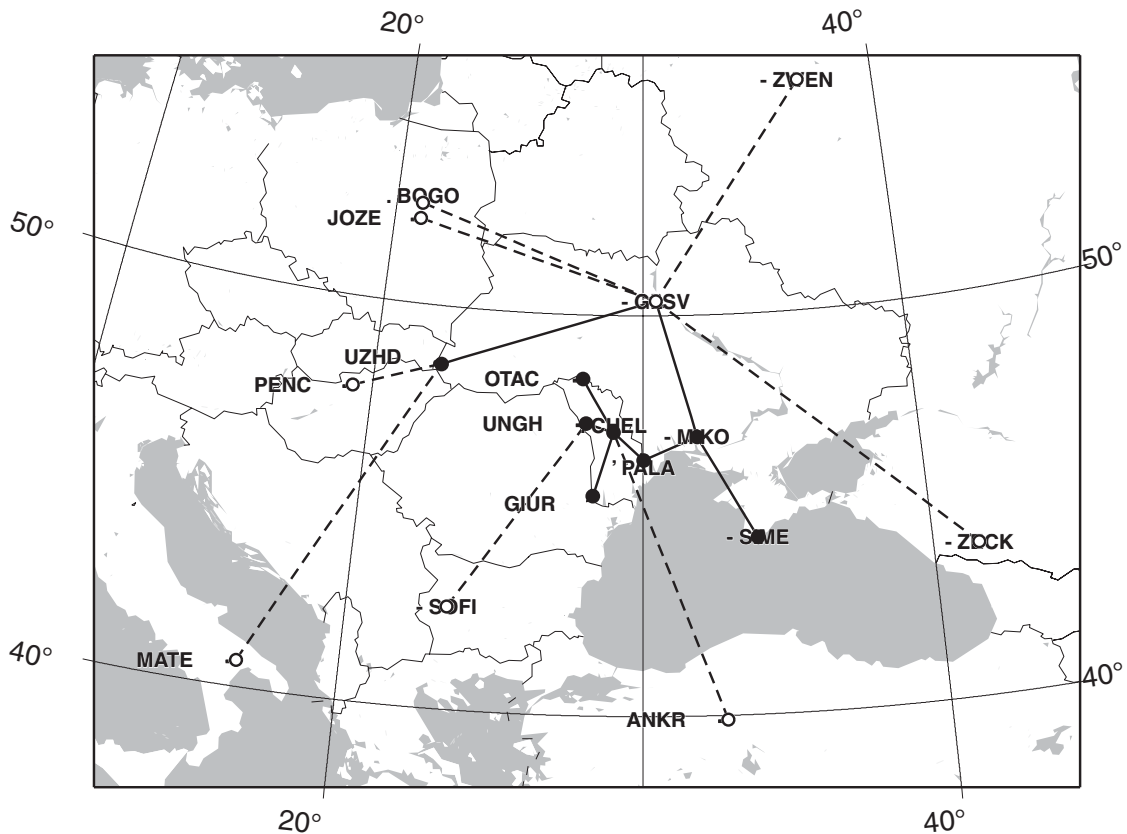 20° 40°
- ZWEN
- BOGO
JOZE
50°
50°
- GOSV
UZHD
OTAC
PENC
UNGH
- CHEL
- MIKO
PALA
GIUR
- SIME
- ZECK
- SOFI
MATE
40°
40°
ANKR
20° 40°